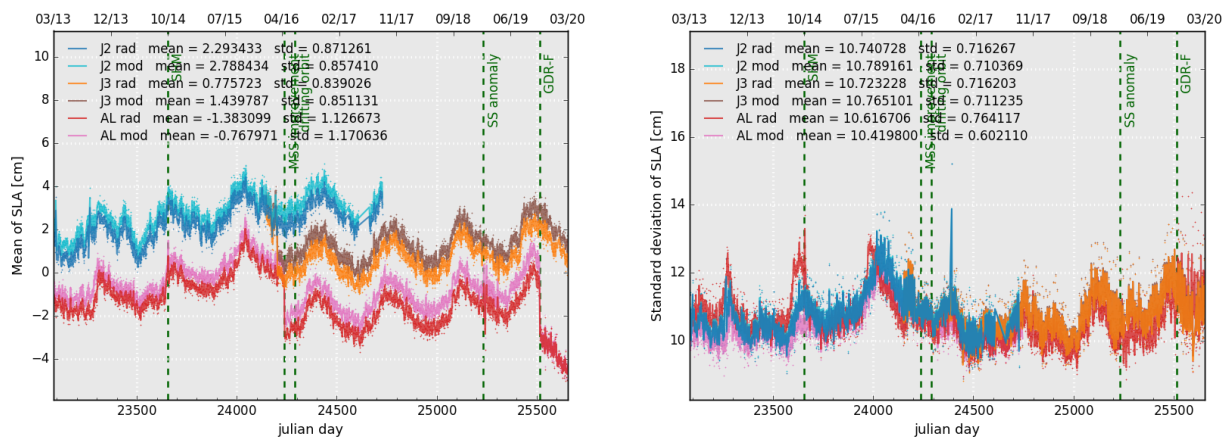 03/13 12/13 10/14 07/15 04/16 02/17 11/17 09/18 06/19 03/20
Mean of SLA [cm]
10
8
6
4
2
0
−2
−4
J2 rad mean = 2.293433 std = 0.871261
J2 mod mean = 2.788434 std = 0.857410
J3 rad mean = 0.775723 std = 0.839026
J3 mod mean = 1.439787 std = 0.851131
AL rad mean = -1.383099 std = 1.126673
AL mod mean = -0.767971 std = 1.170636
drifting orbit
SS anomaly
GDR-F
23500 24000 24500 25000 25500
julian day
03/13 12/13 10/14 07/15 04/16 02/17 11/17 09/18 06/19 03/20
Standard deviation of SLA [cm]
18
16
14
12
10
J2 rad mean = 10.740728 std = 0.716267
J2 mod mean = 10.789161 std = 0.710369
J3 rad mean = 10.723228 std = 0.716203
J3 mod mean = 10.765101 std = 0.711235
AL rad mean = 10.616706 std = 0.764117
AL mod mean = 10.419800 std = 0.602110
drifting orbit
SS anomaly
GDR-F
23500 24000 24500 25000 25500
julian day